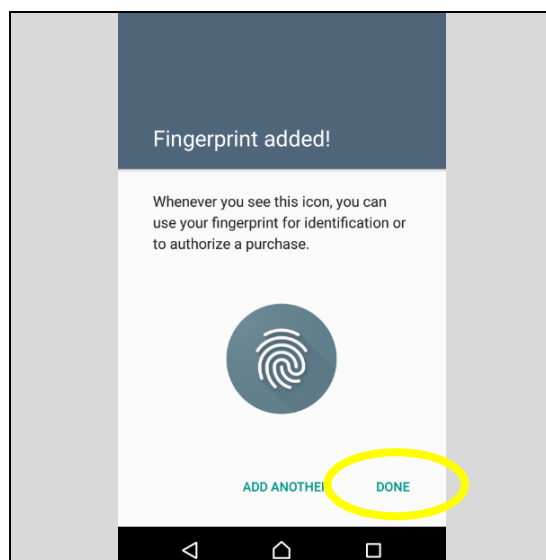 Fingerprint added!
Whenever you see this icon, you can
use your fingerprint for identification or
to authorize a purchase.
ADD ANOTHER DONE